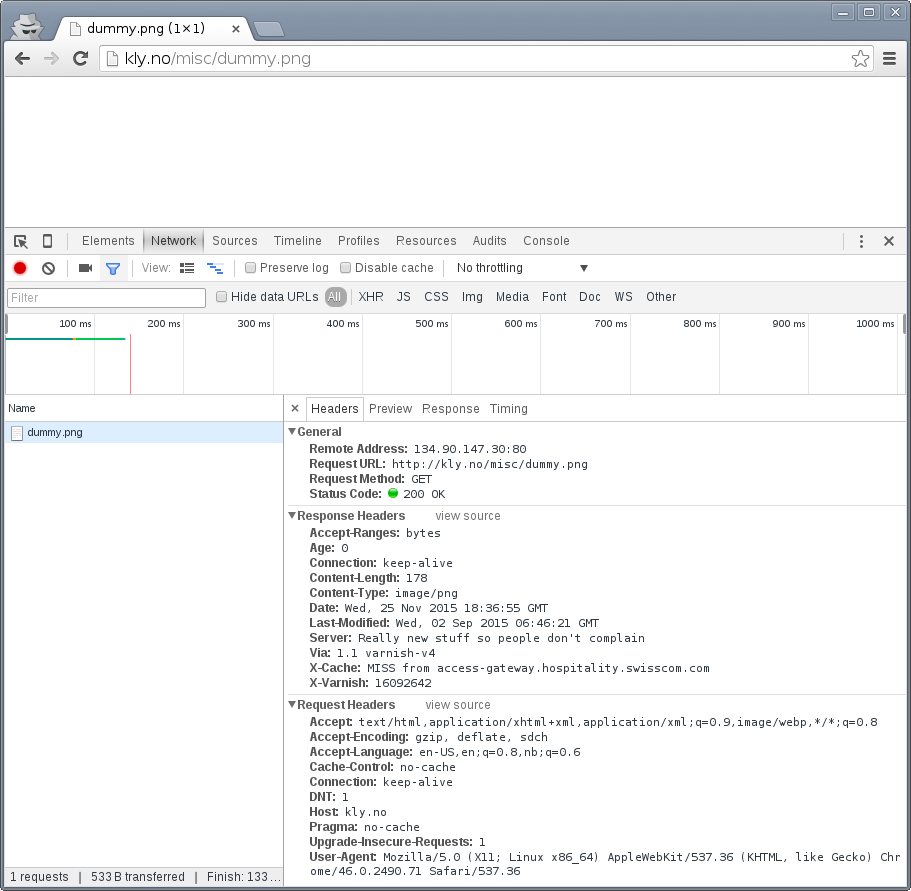 dummy.png (1×1)
kly.no/misc/dummy.png
Elements Network Sources Timeline Profiles Resources Audits Console
View: Preserve log Disable cache No throttling
Filter Hide data URLs All XHR JS CSS Img Media Font Doc WS Other
100 ms 200 ms 300 ms 400 ms 500 ms 600 ms 700 ms 800 ms 900 ms 1000 ms
Name
dummy.png
Headers Preview Response Timing
General
Remote Address: 134.90.147.30:80
Request URL: http://kly.no/misc/dummy.png
Request Method: GET
Status Code: 200 OK
Response Headers view source
Accept-Ranges: bytes
Age: 0
Connection: keep-alive
Content-Length: 178
Content-Type: image/png
Date: Wed, 25 Nov 2015 18:36:55 GMT
Last-Modified: Wed, 02 Sep 2015 06:46:21 GMT
Server: Really new stuff so people don't complain
Via: 1.1 varnish-v4
X-Cache: MISS from access-gateway.hospitality.swisscom.com
X-Varnish: 16092642
Request Headers view source
Accept: text/html,application/xhtml+xml,application/xml;q=0.9,image/webp,*/*;q=0.8
Accept-Encoding: gzip, deflate, sdch
Accept-Language: en-US,en;q=0.8,nb;q=0.6
Cache-Control: no-cache
Connection: keep-alive
DNT: 1
Host: kly.no
Pragma: no-cache
Upgrade-Insecure-Requests: 1
User-Agent: Mozilla/5.0 (X11; Linux x86_64) AppleWebKit/537.36 (KHTML, like Gecko) Chr
ome/46.0.2490.71 Safari/537.36
1 requests | 533 B transferred | Finish: 133 ...